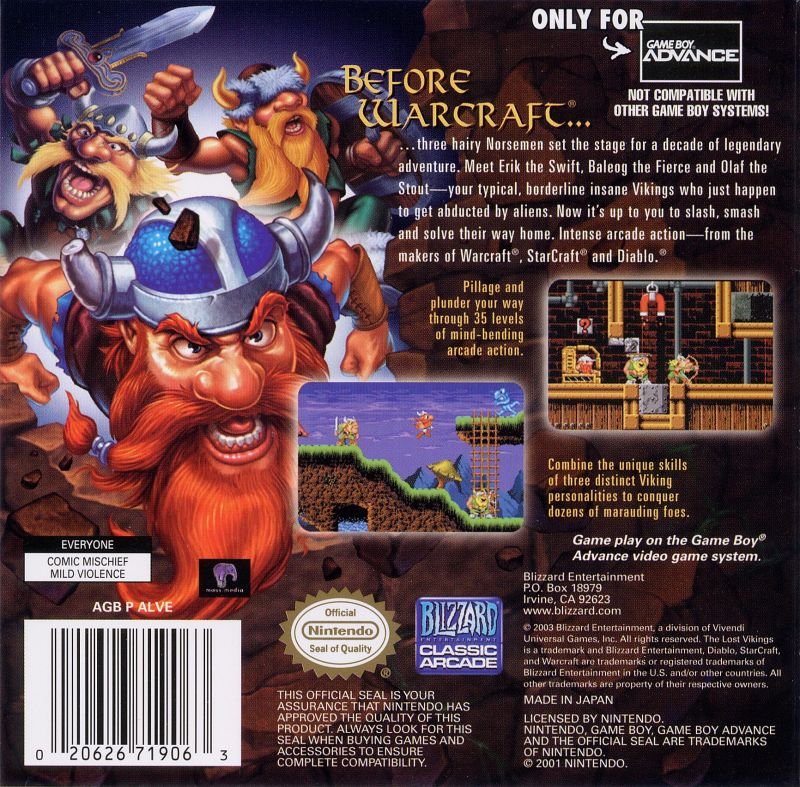 ONLY FOR
GAME BOY
ADVANCE
NOT COMPATIBLE WITH
OTHER GAME BOY SYSTEMS!
BEFORE
WARCRAFT®...
...three hairy Norsemen set the stage for a decade of legendary
adventure. Meet Erik the Swift, Baleog the Fierce and Olaf the
Stout—your typical, borderline insane Vikings who just happen
to get abducted by aliens. Now it's up to you to slash, smash
and solve their way home. Intense arcade action—from the
makers of Warcraft®, StarCraft® and Diablo.®
Pillage and
plunder your way
through 35 levels
of mind-bending
arcade action.
?
Combine the unique skills
of three distinct Viking
personalities to conquer
dozens of marauding foes.
Game play on the Game Boy®
Advance video game system.
EVERYONE
COMIC MISCHIEF
MILD VIOLENCE
mass media
AGB P ALVE
0 20626 71906 3
Official
Nintendo
Seal of Quality
®
THIS OFFICIAL SEAL IS YOUR
ASSURANCE THAT NINTENDO HAS
APPROVED THE QUALITY OF THIS
PRODUCT. ALWAYS LOOK FOR THIS
SEAL WHEN BUYING GAMES AND
ACCESSORIES TO ENSURE
COMPLETE COMPATIBILITY.
BLIZZARD
ENTERTAINMENT
CLASSIC
ARCADE
Blizzard Entertainment
P.O. Box 18979
Irvine, CA 92623
www.blizzard.com
© 2003 Blizzard Entertainment, a division of Vivendi
Universal Games, Inc. All rights reserved. The Lost Vikings
is a trademark and Blizzard Entertainment, Diablo, StarCraft,
and Warcraft are trademarks or registered trademarks of
Blizzard Entertainment in the U.S. and/or other countries. All
other trademarks are property of their respective owners.
MADE IN JAPAN
LICENSED BY NINTENDO.
NINTENDO, GAME BOY, GAME BOY ADVANCE
AND THE OFFICIAL SEAL ARE TRADEMARKS
OF NINTENDO.
© 2001 NINTENDO.